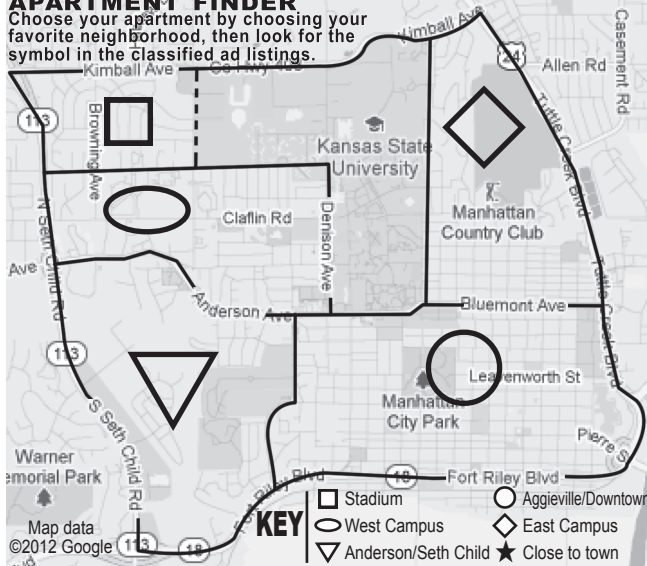 APARTMENT FINDER
Choose your apartment by choosing your
favorite neighborhood, then look for the
symbol in the classified ad listings.
Kimball Ave
Kimball Ave
24
Allen Rd
Casement Rd
113
Browning Ave
Kansas State
University
Tuttle Creek Blvd
Manhattan
Country Club
Claflin Rd
Denison Ave
N Seth Child Rd
Ave
Anderson Ave
Bluemont Ave
Tuttle Creek Blvd
113
Leavenworth St
Manhattan
City Park
S Seth Child Rd
Pierre S
Warner
emorial Park
Fort Riley Blvd
18
Fort Riley Blvd
Map data
©2012 Google
113
18
KEY
Stadium
Aggieville/Downtown
West Campus
East Campus
Anderson/Seth Child
Close to town